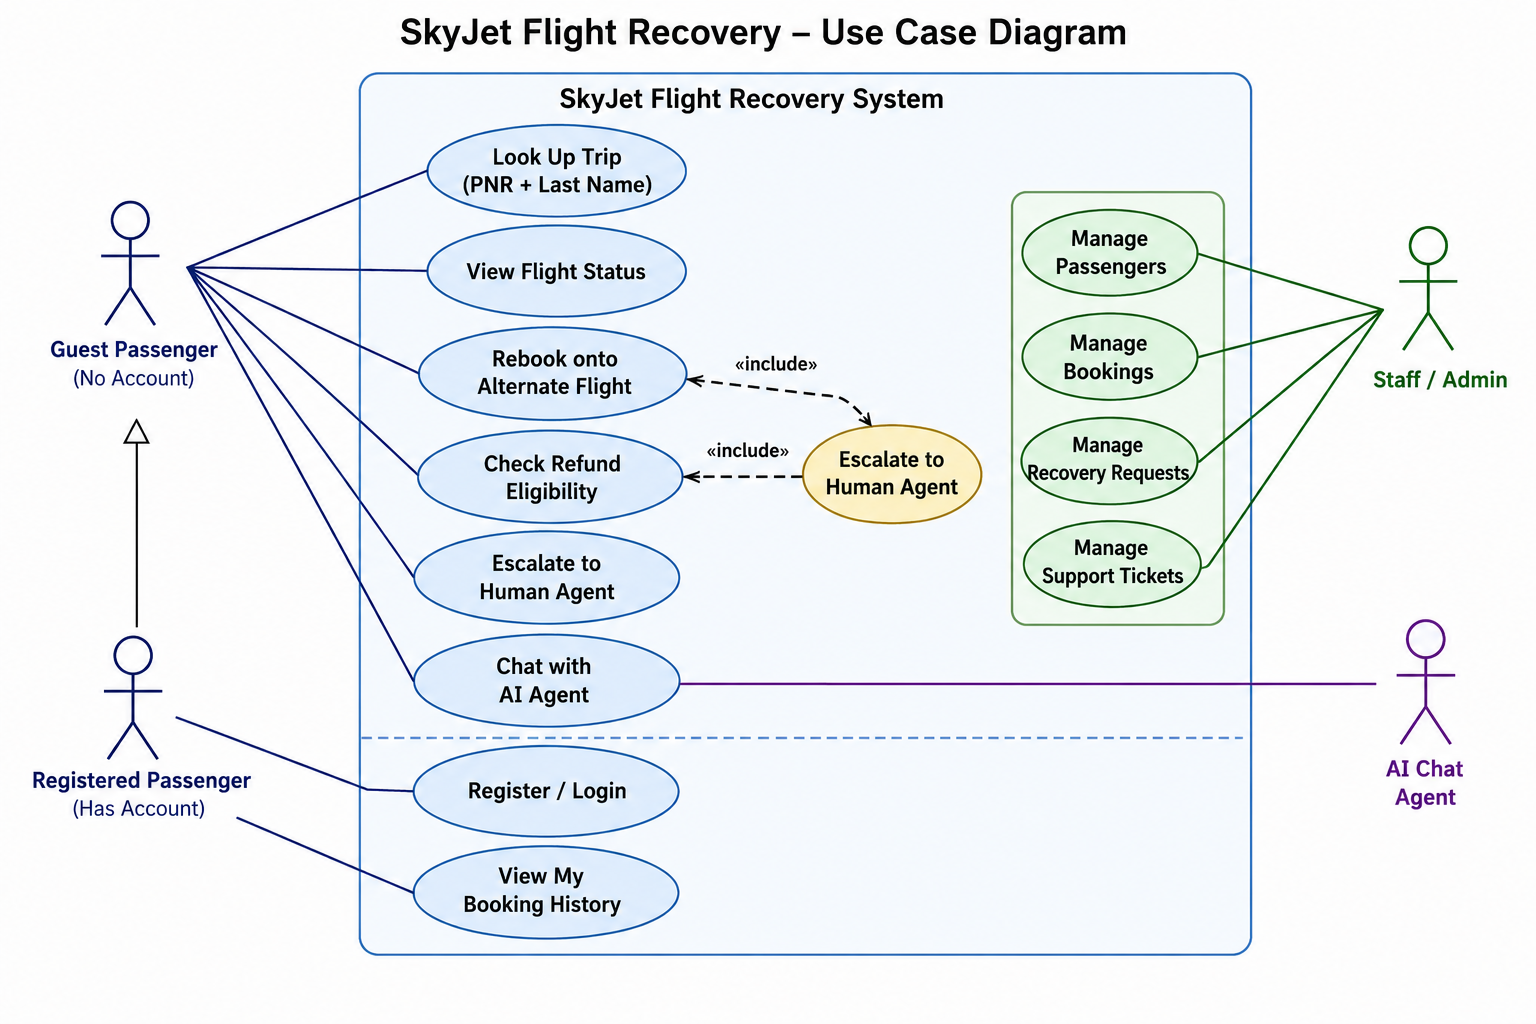 SkyJet Flight Recovery – Use Case Diagram
SkyJet Flight Recovery System
Look Up Trip
(PNR + Last Name)
View Flight Status
Rebook onto
Alternate Flight
Check Refund
Eligibility
Escalate to
Human Agent
Chat with
AI Agent
Register / Login
View My
Booking History
«include»
«include»
Escalate to
Human Agent
Manage
Passengers
Manage
Bookings
Manage
Recovery Requests
Manage
Support Tickets
Guest Passenger
(No Account)
Registered Passenger
(Has Account)
Staff / Admin
AI Chat
Agent